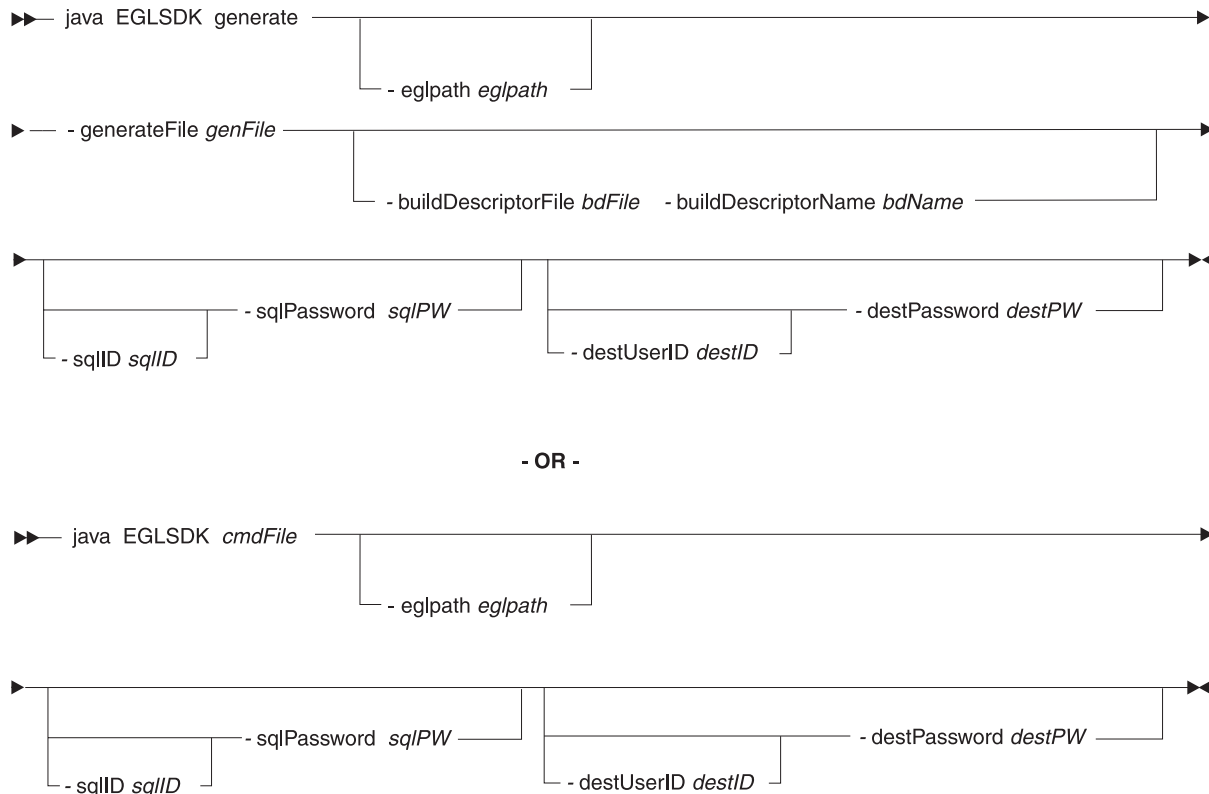 java EGLSDK generate
- eglpath eglpath
- generateFile genFile
- buildDescriptorFile bdFile - buildDescriptorName bdName
- sqlPassword sqlPW - destPassword destPW
- sqlID sqlID - destUserID destID
- OR -
java EGLSDK cmdFile
- eglpath eglpath
- sqlPassword sqlPW - destPassword destPW
- sqlID sqlID - destUserID destID